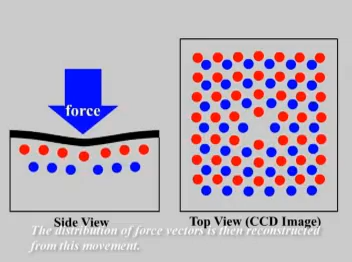 force
Side View
Top View (CCD Image)
The distribution of force vectors is then reconstructed
from this movement.